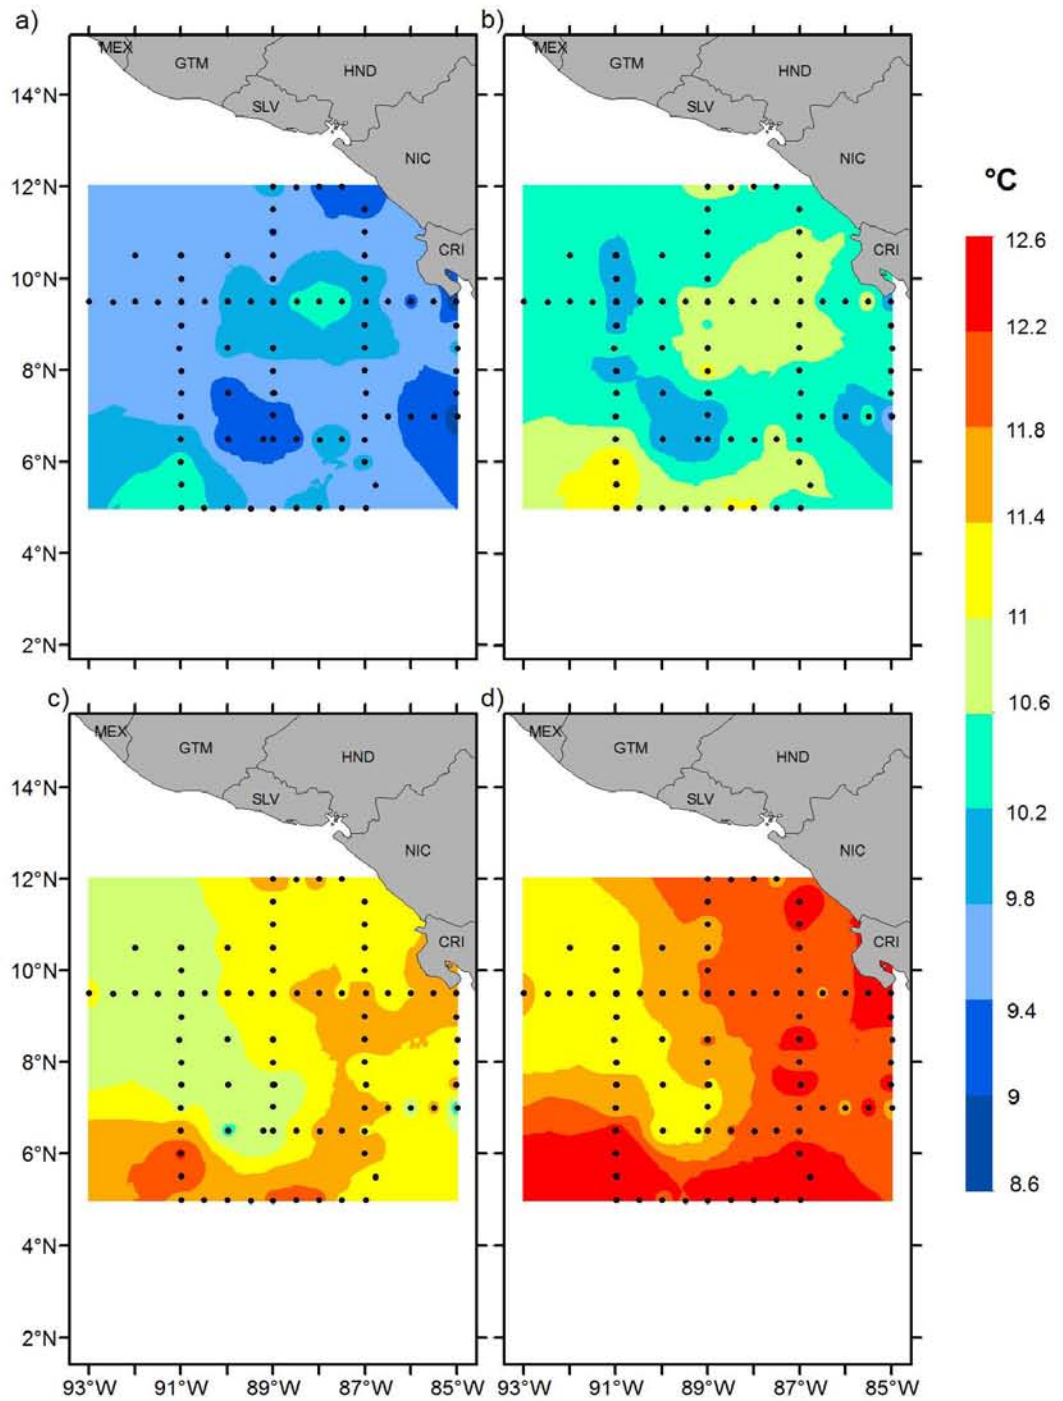 a)
b)
MEX
GTM
HND
SLV
NIC
CRI
14°N
12°N
10°N
8°N
6°N
4°N
2°N
MEX
GTM
HND
SLV
NIC
CRI
°C
12.6
12.2
11.8
11.4
11
10.6
10.2
9.8
9.4
9
8.6
c)
d)
MEX
GTM
HND
SLV
NIC
CRI
14°N
12°N
10°N
8°N
6°N
4°N
2°N
93°W 91°W 89°W 87°W 85°W
MEX
GTM
HND
SLV
NIC
CRI
93°W 91°W 89°W 87°W 85°W